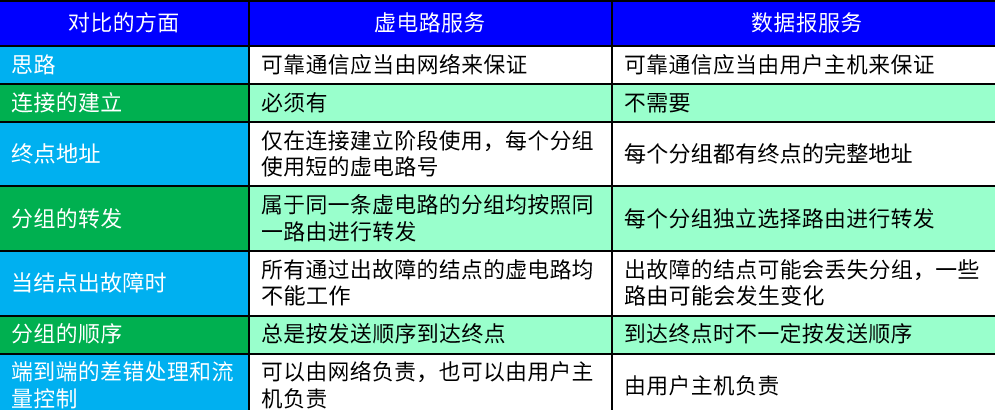 对比的方面
虚电路服务
数据报服务
思路
可靠通信应当由网络来保证
可靠通信应当由用户主机来保证
连接的建立
必须有
不需要
终点地址
仅在连接建立阶段使用，每个分组
使用短的虚电路号
每个分组都有终点的完整地址
分组的转发
属于同一条虚电路的分组均按照同
一路由进行转发
每个分组独立选择路由进行转发
当结点出故障时
所有通过出故障的结点的虚电路均
不能工作
出故障的结点可能会丢失分组，一些
路由可能会发生变化
分组的顺序
总是按发送顺序到达终点
到达终点时不一定按发送顺序
端到端的差错处理和流
量控制
可以由网络负责，也可以由用户主
机负责
由用户主机负责